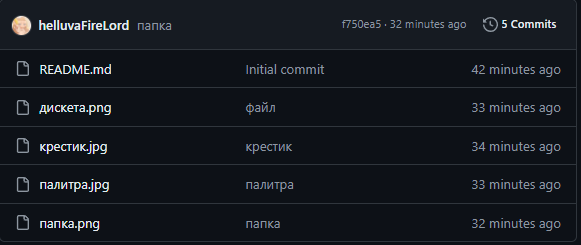 helluvaFireLord папка f750ea5 · 32 minutes ago 5 Commits
README.md Initial commit 42 minutes ago
дискета.png файл 33 minutes ago
крестик.jpg крестик 34 minutes ago
палитра.jpg палитра 33 minutes ago
папка.png папка 32 minutes ago